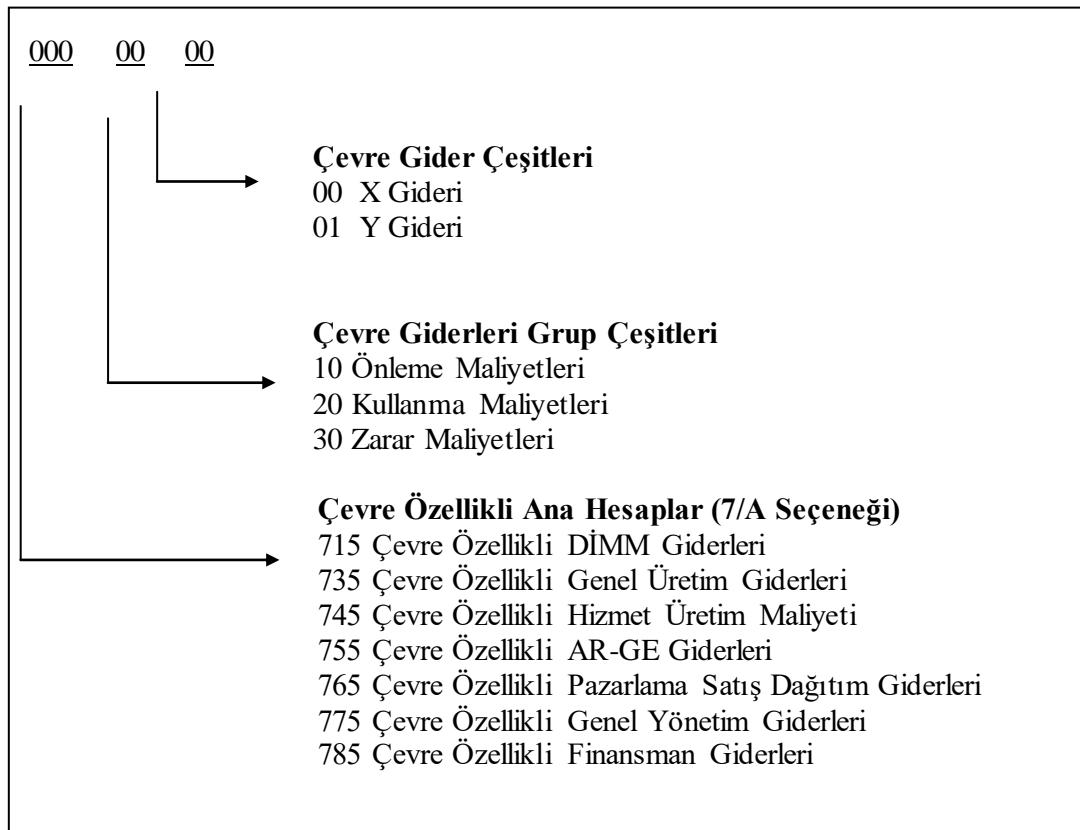 000 00 00
Çevre Gider Çeşitleri
00 X Gideri
01 Y Gideri
Çevre Giderleri Grup Çeşitleri
10 Önleme Maliyetleri
20 Kullanma Maliyetleri
30 Zarar Maliyetleri
Çevre Özellikli Ana Hesaplar (7/A Seçeneği)
715 Çevre Özellikli DİMM Giderleri
735 Çevre Özellikli Genel Üretim Giderleri
745 Çevre Özellikli Hizmet Üretim Maliyeti
755 Çevre Özellikli AR-GE Giderleri
765 Çevre Özellikli Pazarlama Satış Dağıtım Giderleri
775 Çevre Özellikli Genel Yönetim Giderleri
785 Çevre Özellikli Finansman Giderleri